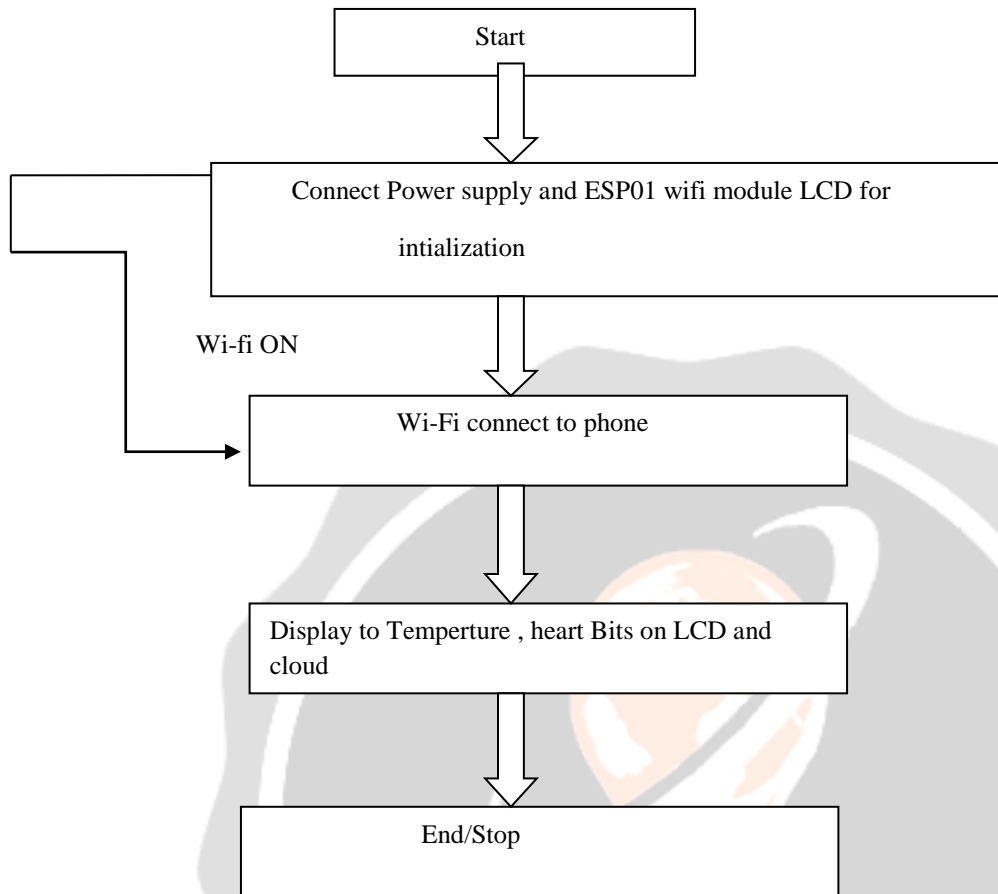 Start
Connect Power supply and ESP01 wifi module LCD for
intialization
Wi-fi ON
Wi-Fi connect to phone
Display to Temperture , heart Bits on LCD and
cloud
End/Stop